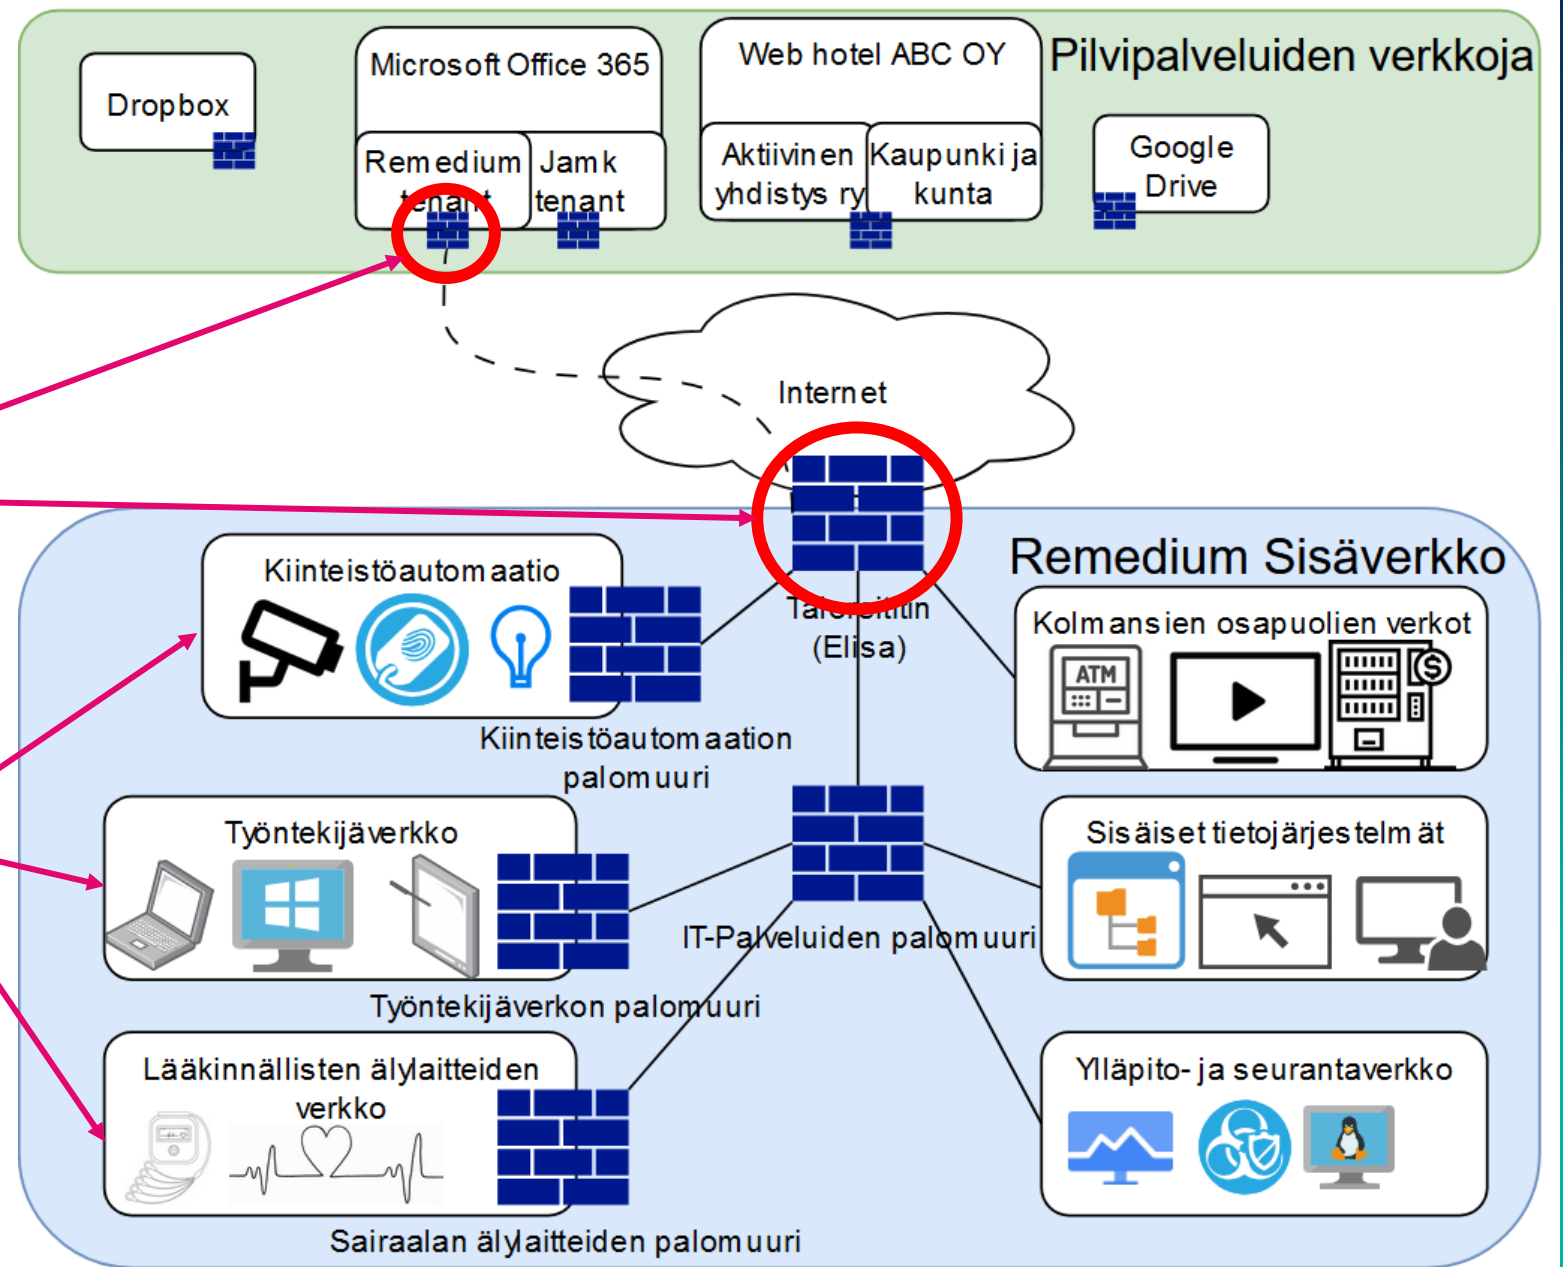 Pilvipalveluiden verkkoja
Dropbox
Microsoft Office 365
Remedium
tenant
Jamk
tenant
Web hotel ABC OY
Aktiivinen
yhdistys ry
Kaupunki ja
kunta
Google
Drive
Internet
Remedium Sisäverkko
Taloreititin
(Elisa)
Kiinteistöautomaatio
Kiinteistöautomaation
palomuuri
Kolmansien osapuolien verkot
ATM
$
Työntekijäverkko
Työntekijäverkon palomuuri
IT-Palveluiden palomuuri
Sisäiset tietojärjestelmät
Lääkinnällisten älylaitteiden
verkko
Sairaalan älylaitteiden palomuuri
Ylläpito- ja seurantaverkko